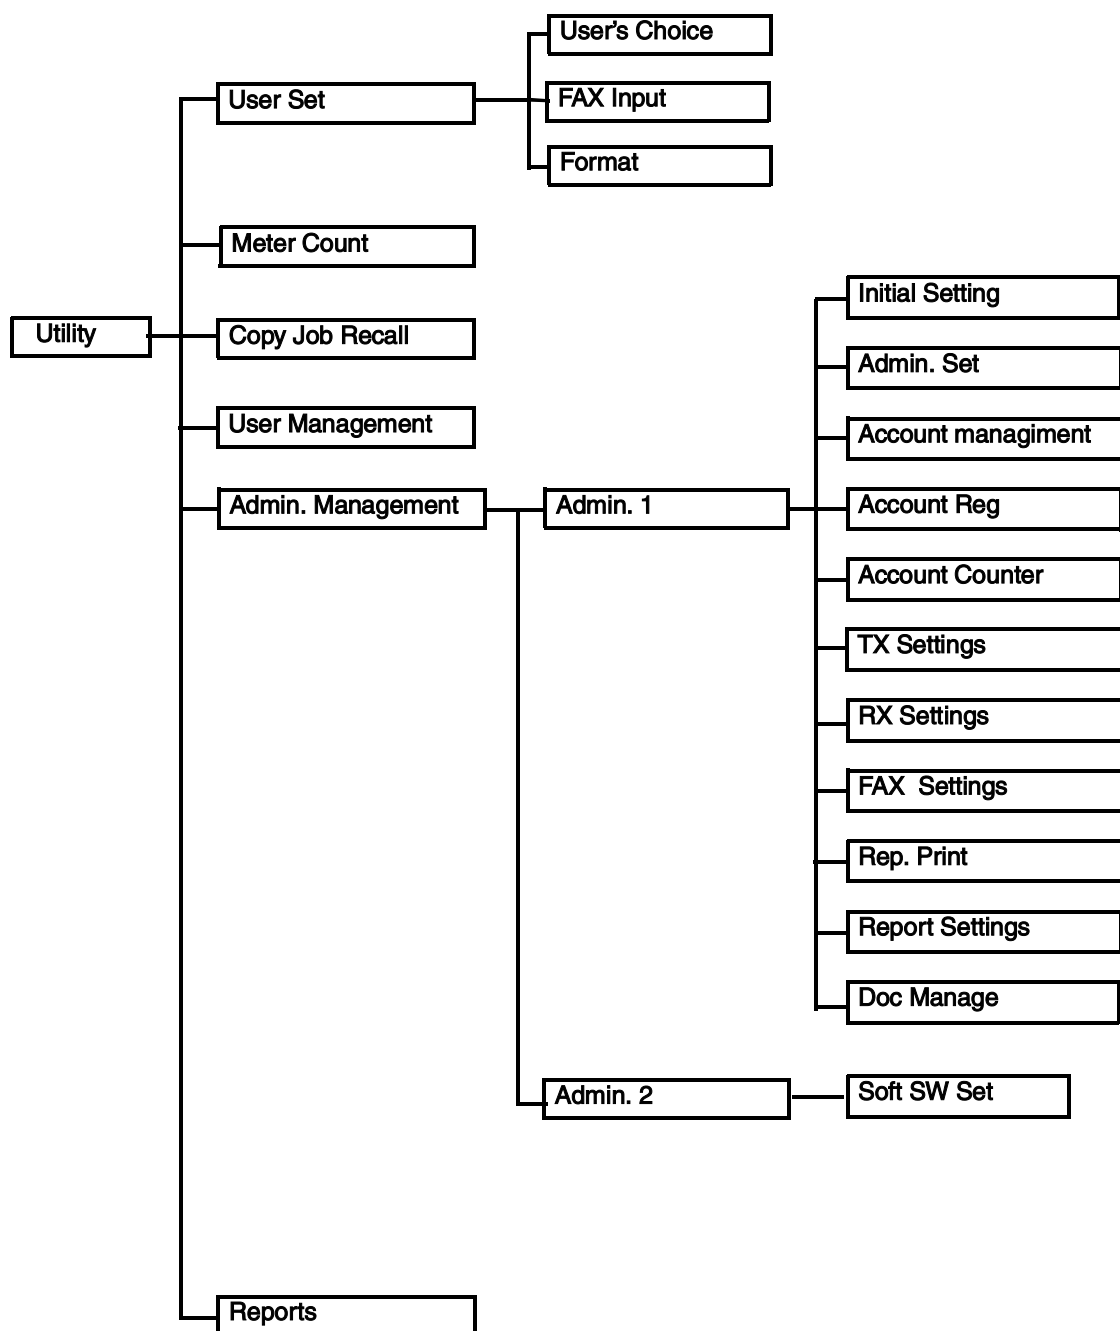 User's Choice
User Set
FAX Input
Format
Meter Count
Initial Setting
Utility
Copy Job Recall
Admin. Set
User Management
Account managiment
Admin. Management
Admin. 1
Account Reg
Account Counter
TX Settings
RX Settings
FAX  Settings
Rep. Print
Report Settings
Doc Manage
Admin. 2
Soft SW Set
Reports